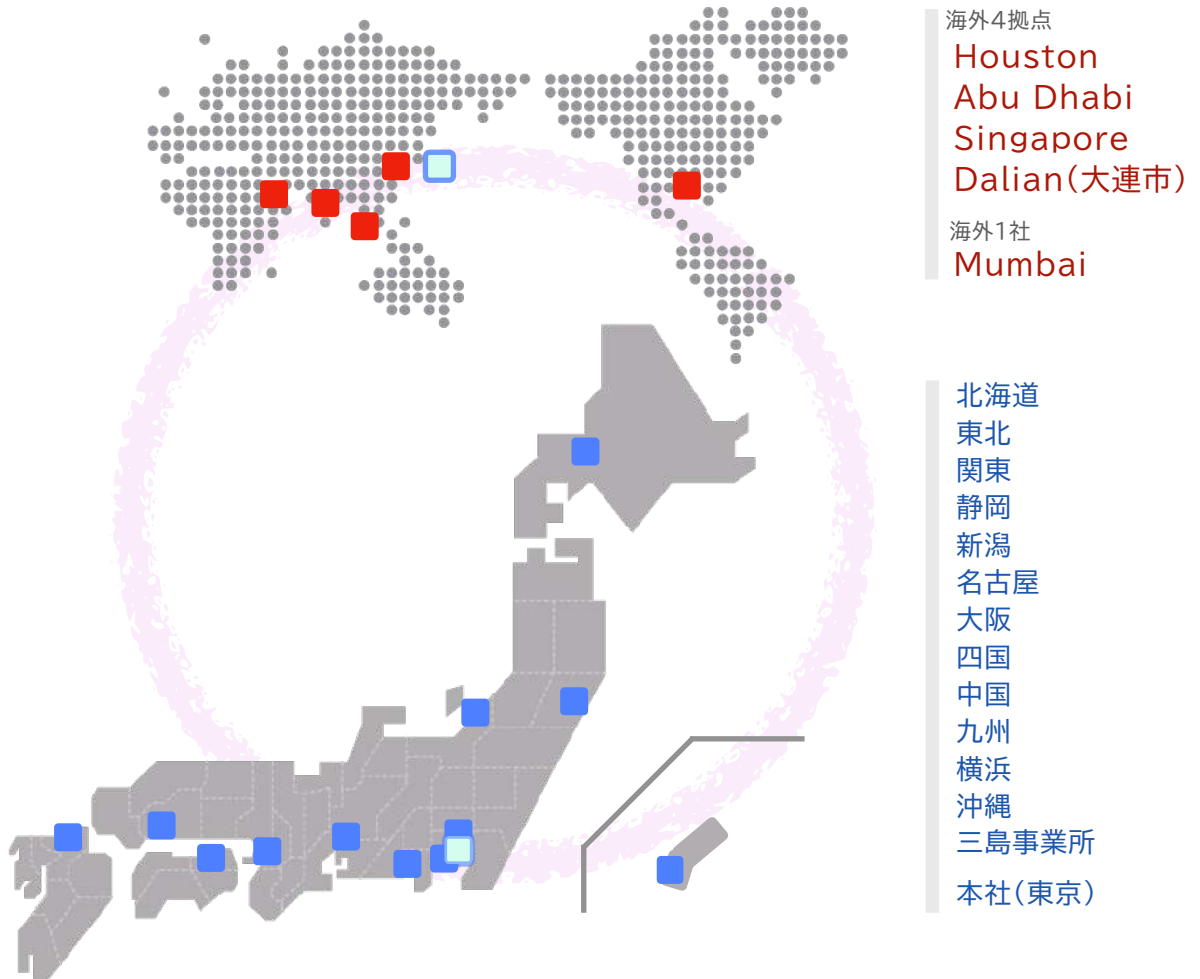 海外4拠点
Houston
Abu Dhabi
Singapore
Dalian(大連市)
海外1社
Mumbai
北海道
東北
関東
静岡
新潟
名古屋
大阪
四国
中国
九州
横浜
沖縄
三島事業所
本社(東京)